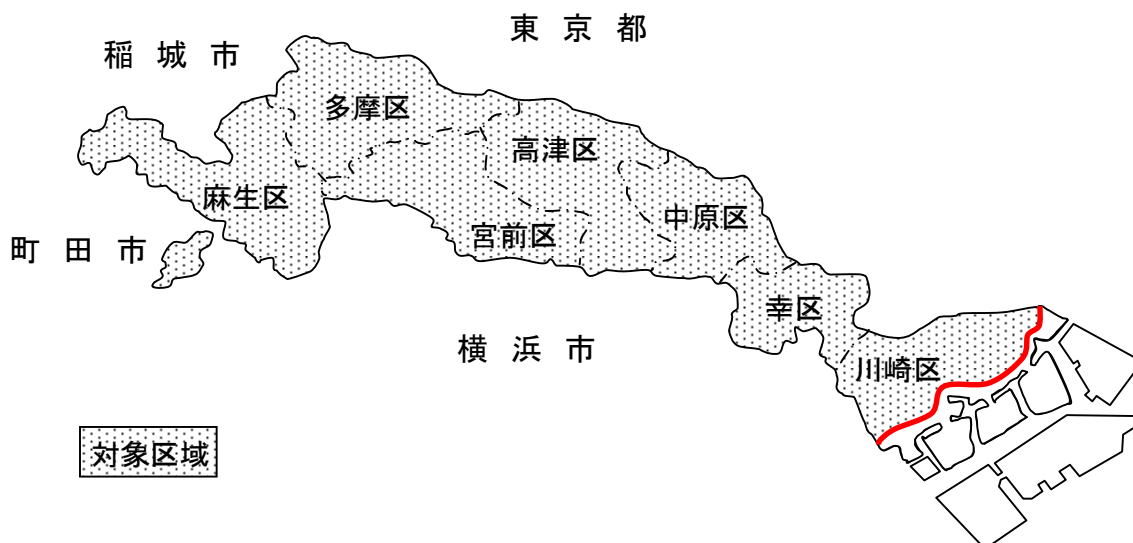 東京都
稲城市
多摩区
高津区
麻生区
中原区
宮前区
町田市
幸区
横浜市
川崎区
対象区域